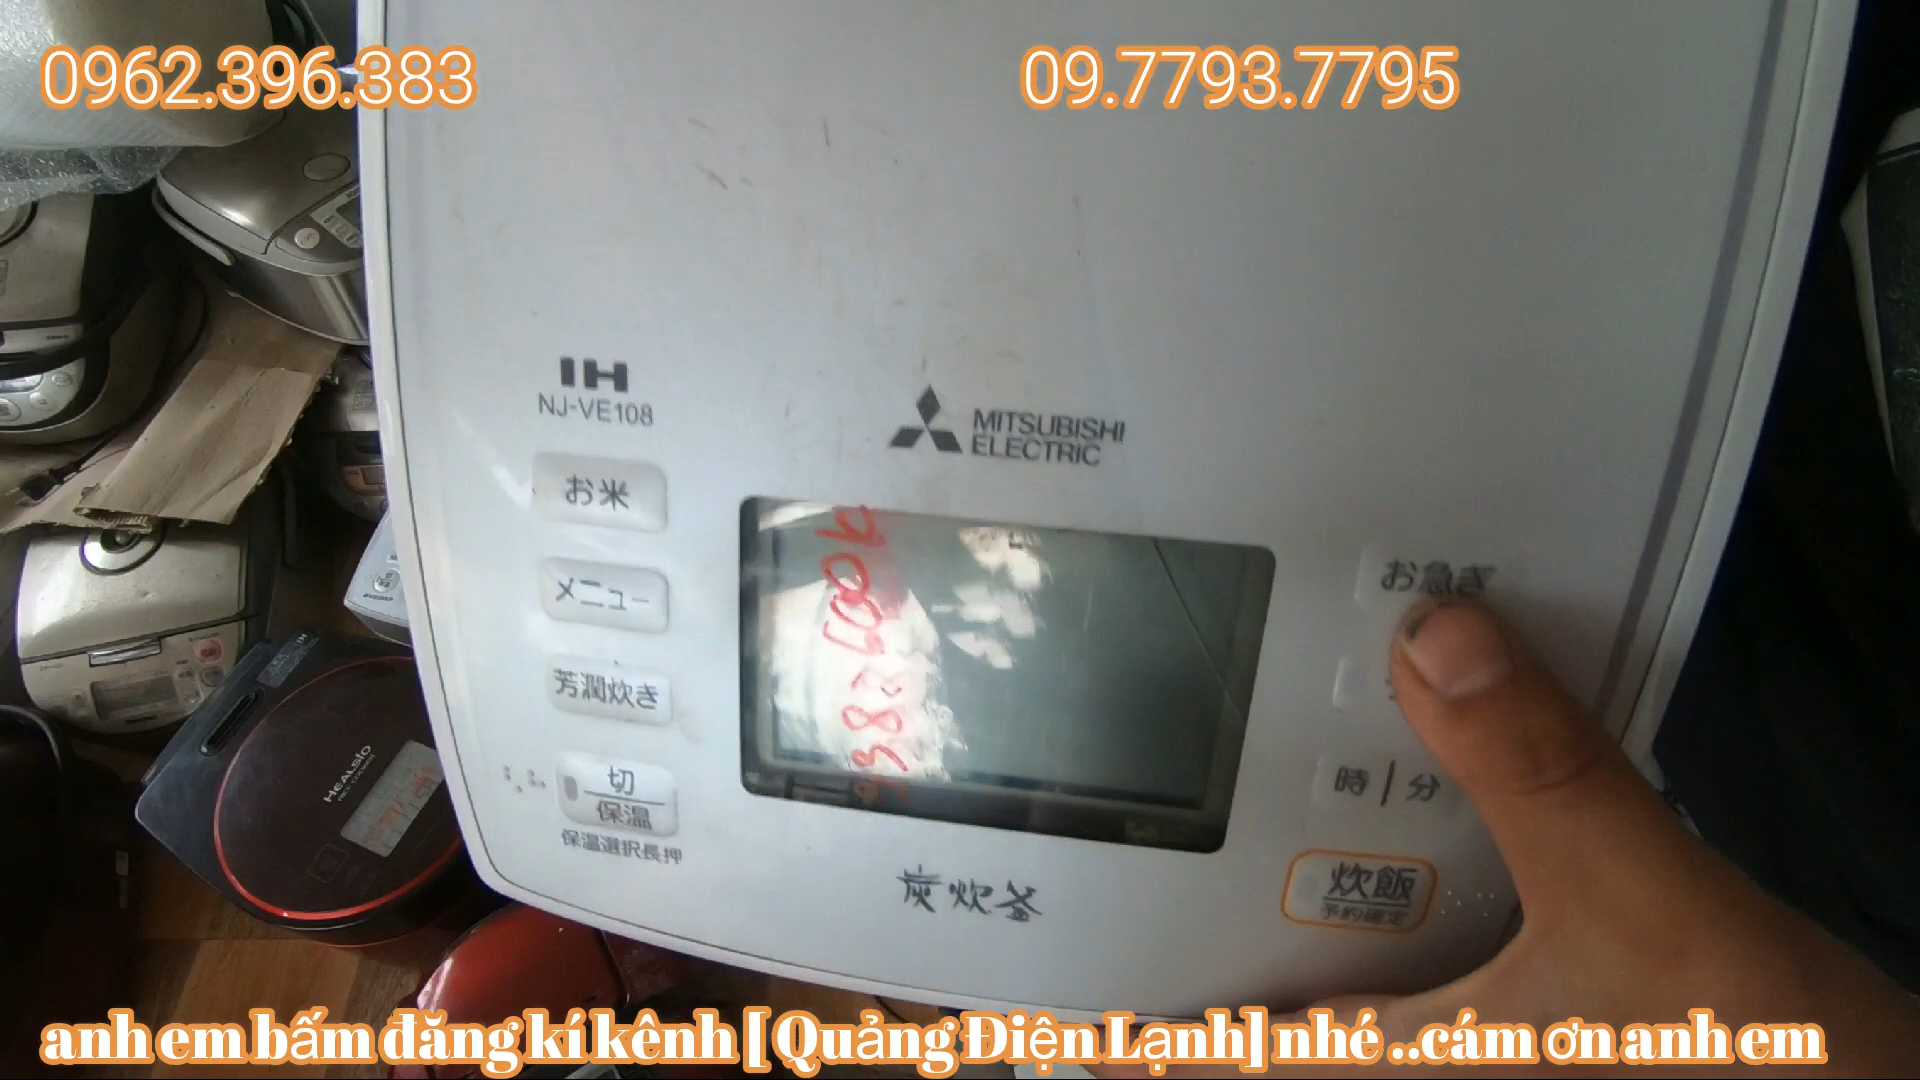 0962.396.383
09.7793.7795
IH
NJ-VE108
MITSUBISHI
ELECTRIC
お米
メニュー
芳潤炊き
切
保温
保温選択長押
お急ぎ
時|分
炊飯
予約確定
炭炊釜
HEALSIO
anh em bấm đăng kí kênh [ Quảng Điện Lạnh] nhé ..cám ơn anh em